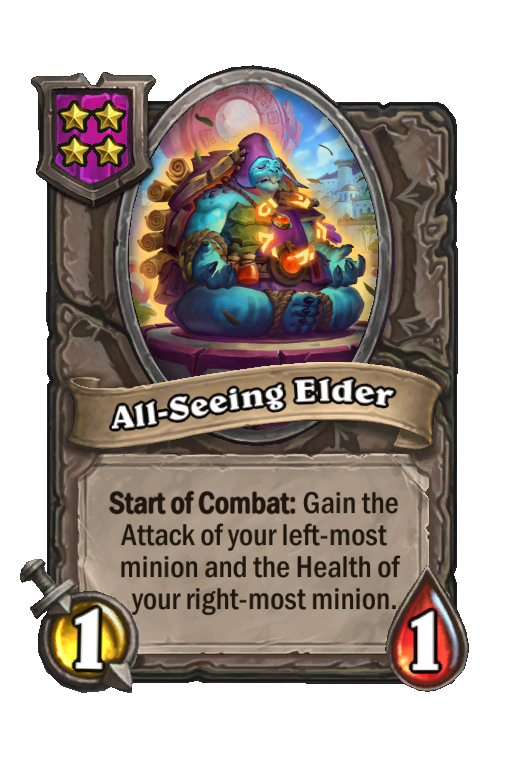 All-Seeing Elder
Start of Combat: Gain the
Attack of your left-most
minion and the Health of
your right-most minion.
1
1